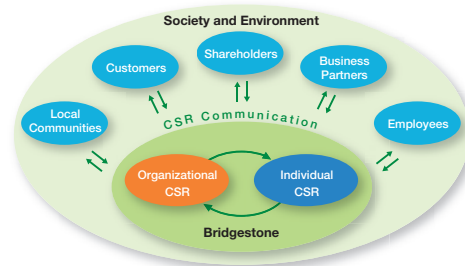 Society and Environment
Shareholders
Customers
Business
Partners
Local
Communities
CSR Communication
Employees
Organizational
CSR
Individual
CSR
Bridgestone